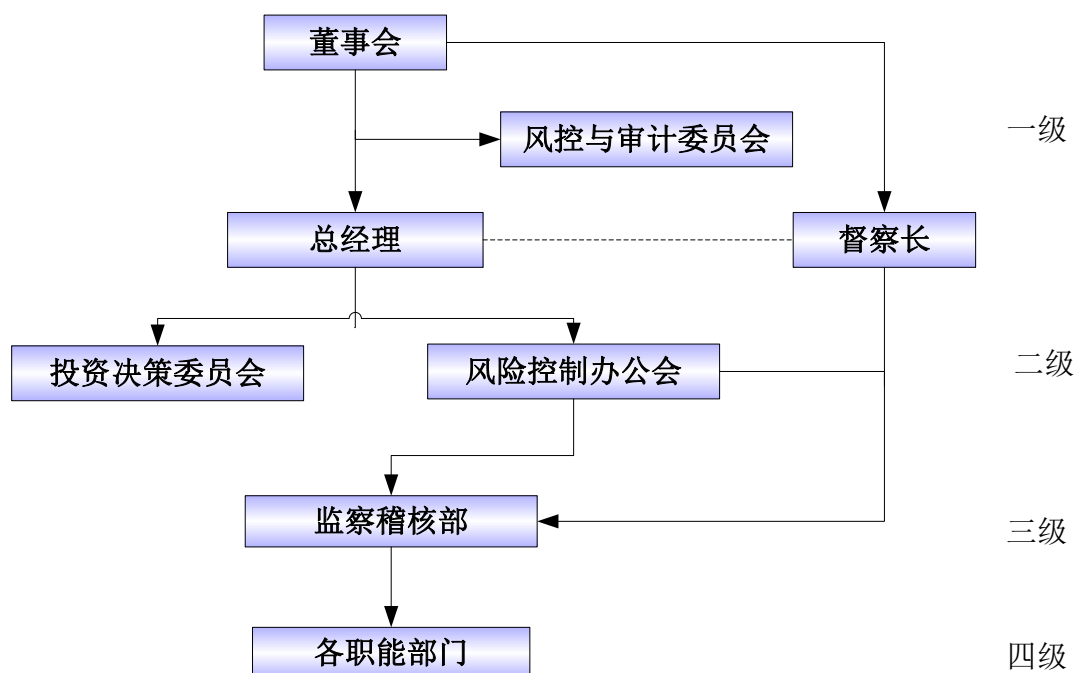 董事会
风控与审计委员会
一级
总经理
督察长
投资决策委员会
风险控制办公会
二级
监察稽核部
三级
各职能部门
四级